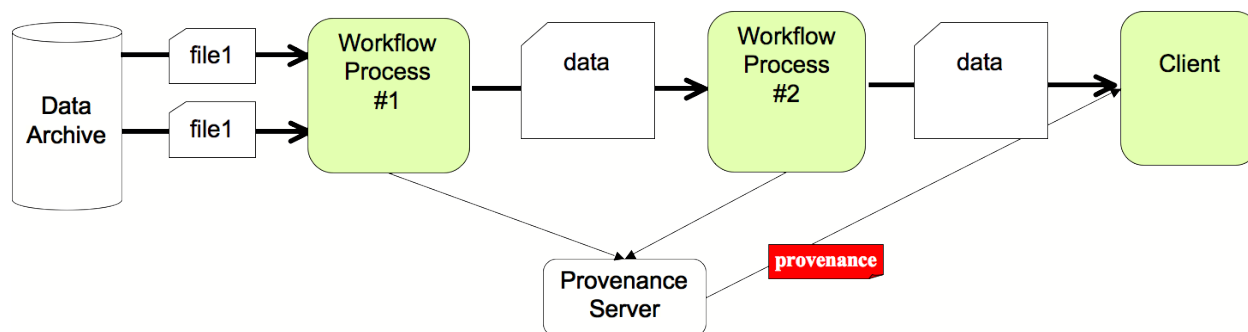 Data
Archive
file1
file1
Workflow
Process
#1
data
Workflow
Process
#2
data
Client
Provenance
Server
provenance